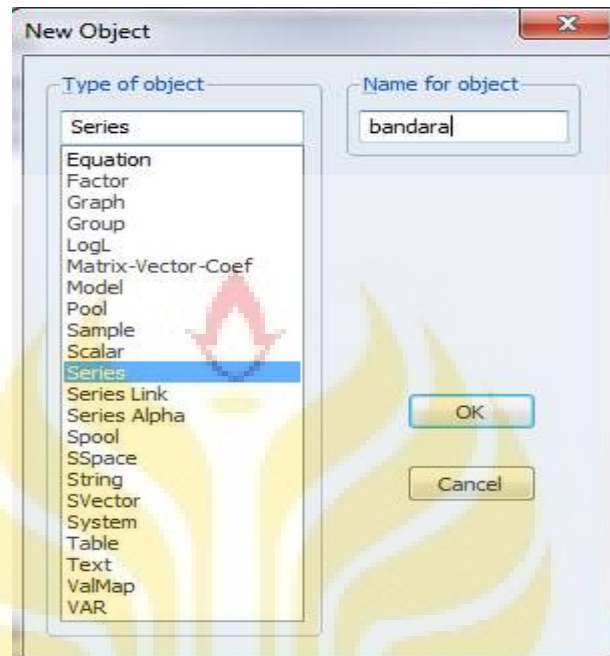 New Object
Type of object
Name for object
Series
bandara
Equation
Factor
Graph
Group
LogL
Matrix-Vector-Coef
Model
Pool
Sample
Scalar
Series
Series Link
Series Alpha
Spool
SSpace
String
SVector
System
Table
Text
ValMap
VAR
OK
Cancel